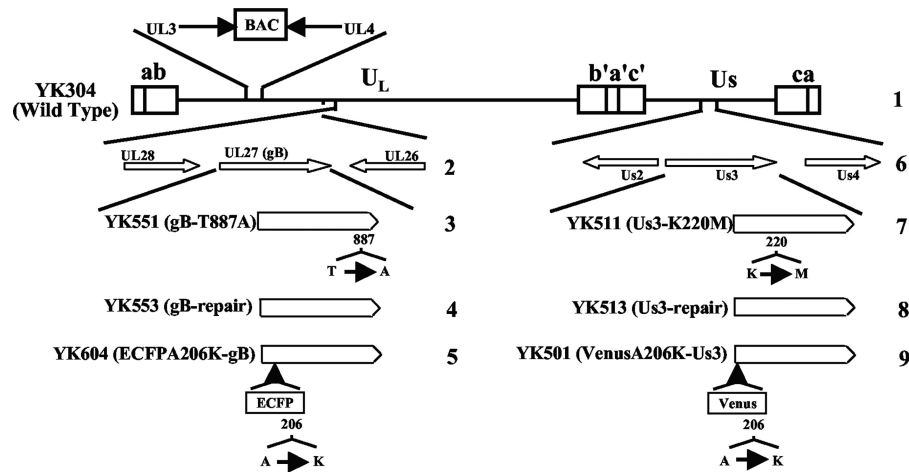 UL3 BAC UL4
YK304 (Wild Type)
ab UL b'a'c' Us ca 1
UL28 UL27 (gB) UL26 2
Us2 Us3 Us4 6
YK551 (gB-T887A) 3
887
T A
YK511 (Us3-K220M) 7
220
K M
YK553 (gB-repair) 4
YK513 (Us3-repair) 8
YK604 (ECFPA206K-gB) 5
ECFP
206
A K
YK501 (VenusA206K-Us3) 9
Venus
206
A K